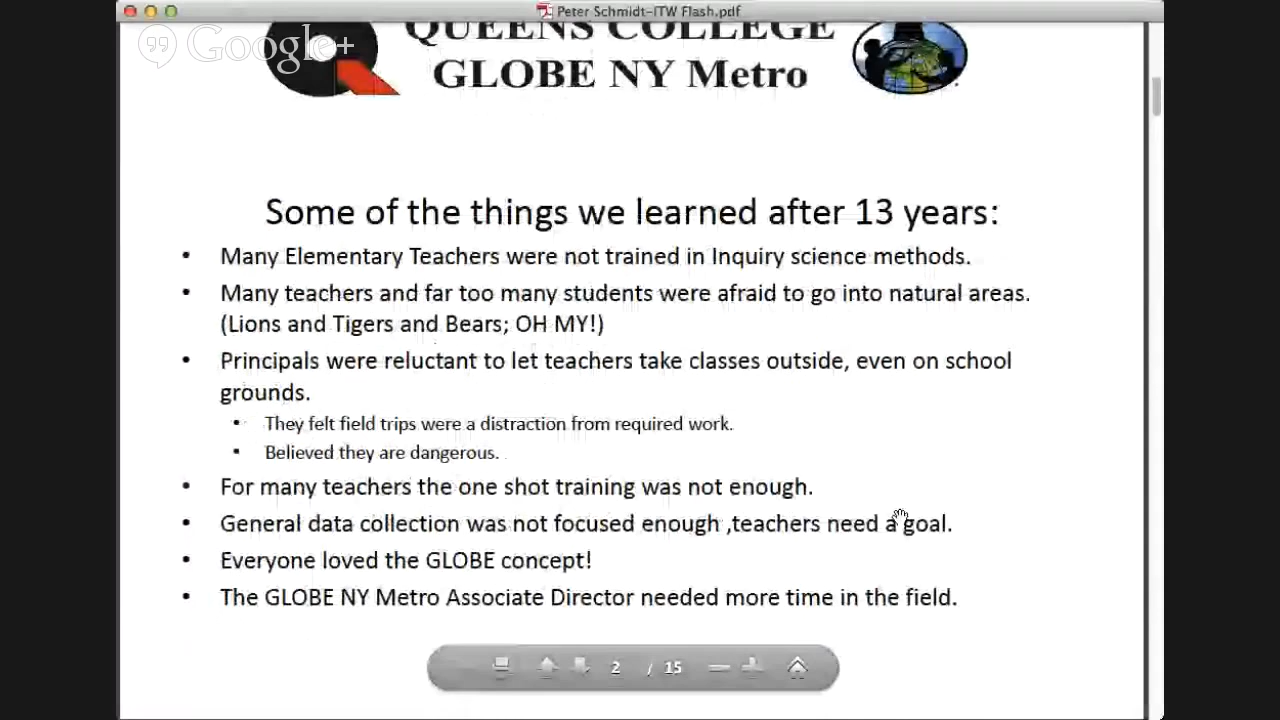 Peter Schmidt-ITW Flash.pdf
Google+
QUEENS COLLEGE
GLOBE NY Metro
Some of the things we learned after 13 years:
• Many Elementary Teachers were not trained in Inquiry science methods.
• Many teachers and far too many students were afraid to go into natural areas.
(Lions and Tigers and Bears; OH MY!)
• Principals were reluctant to let teachers take classes outside, even on school
grounds.
• They felt field trips were a distraction from required work.
• Believed they are dangerous.
• For many teachers the one shot training was not enough.
• General data collection was not focused enough ,teachers need a goal.
• Everyone loved the GLOBE concept!
• The GLOBE NY Metro Associate Director needed more time in the field.
2 / 15